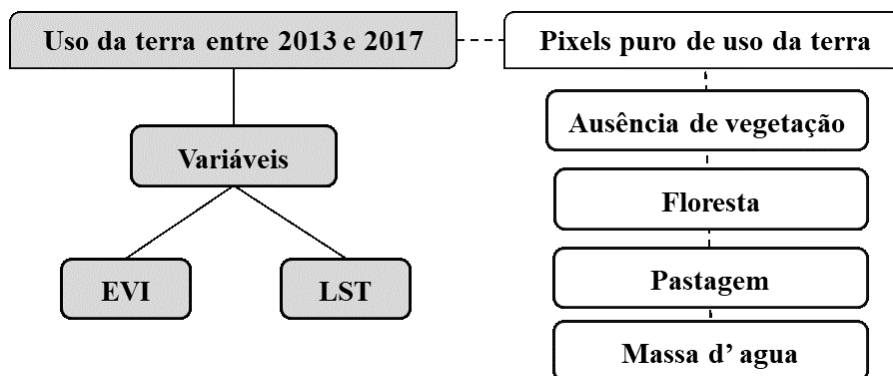 Uso da terra entre 2013 e 2017
Pixels puro de uso da terra
Variáveis
EVI
LST
Ausência de vegetação
Floresta
Pastagem
Massa d’ agua